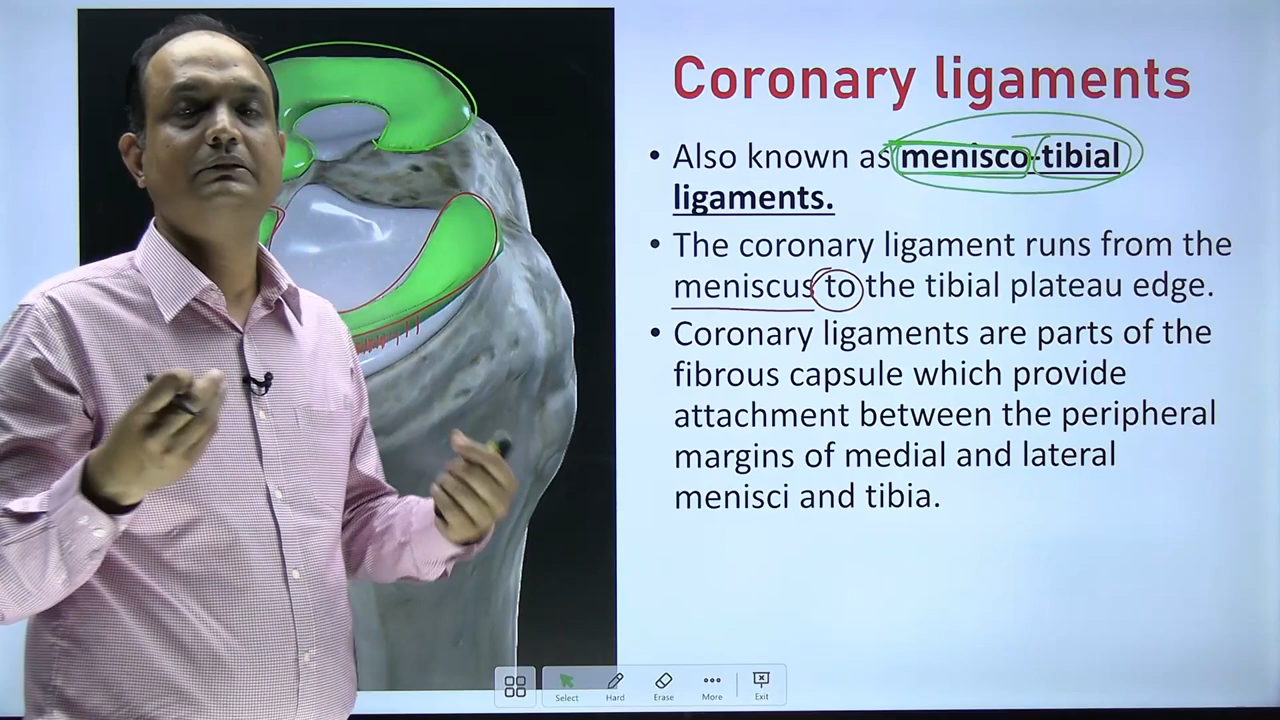 Coronary ligaments
• Also known as menisco-tibial
ligaments.
• The coronary ligament runs from the
meniscus to the tibial plateau edge.
• Coronary ligaments are parts of the
fibrous capsule which provide
attachment between the peripheral
margins of medial and lateral
menisci and tibia.
Select Hard Erase More Exit